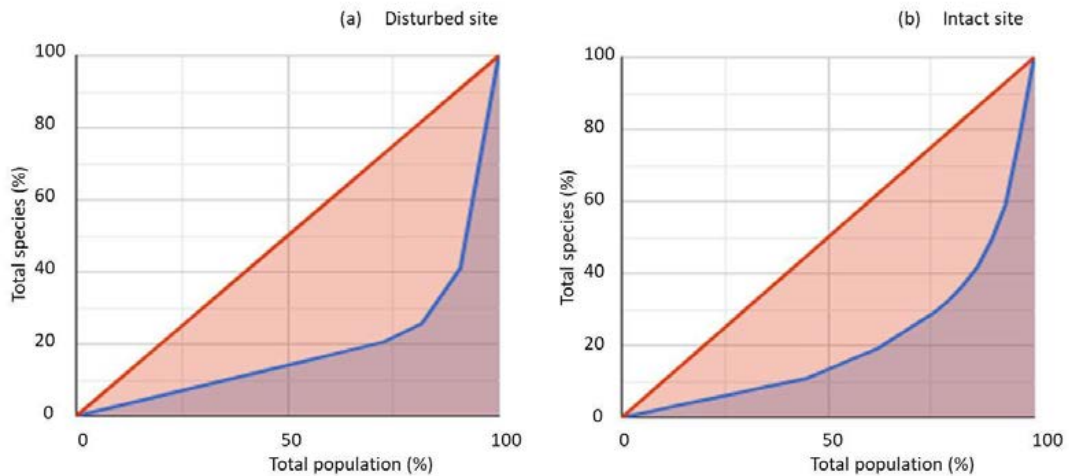 (a) Disturbed site
100
80
60
40
20
0
Total species (%)
0 50 100
Total population (%)
(b) Intact site
100
80
60
40
20
0
Total species (%)
0 50 100
Total population (%)